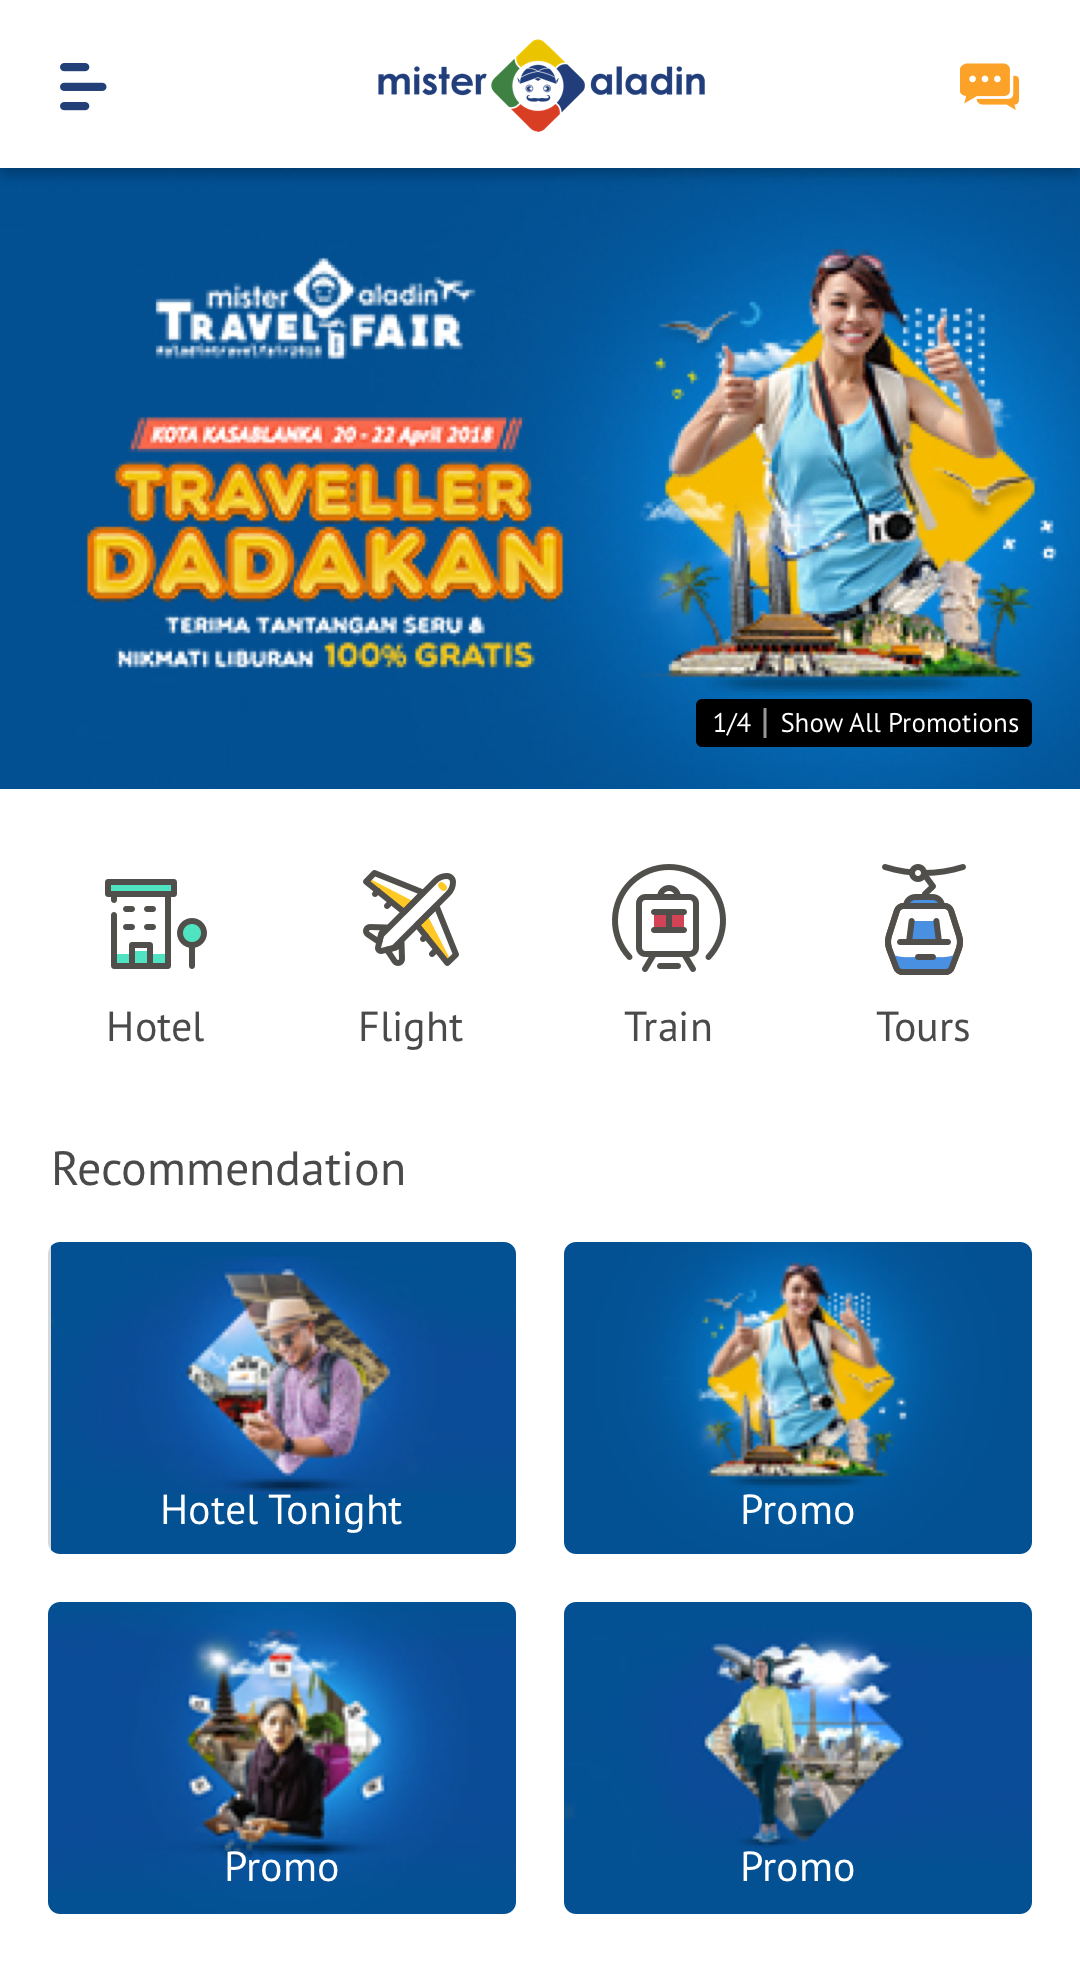 mister aladin
mister aladin
TRAVEL FAIR
#aladintravelfair2018
KOTA KASABLANKA 20 - 22 April 2018
TRAVELLER
DADAKAN
TERIMA TANTANGAN SERU &
NIKMATI LIBURAN 100% GRATIS
1/4 | Show All Promotions
Hotel
Flight
Train
Tours
Recommendation
Hotel Tonight
Promo
Promo
Promo